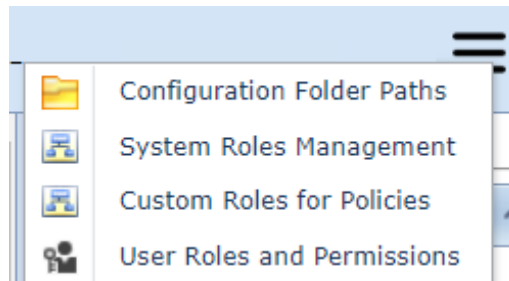 Configuration Folder Paths
System Roles Management
Custom Roles for Policies
User Roles and Permissions